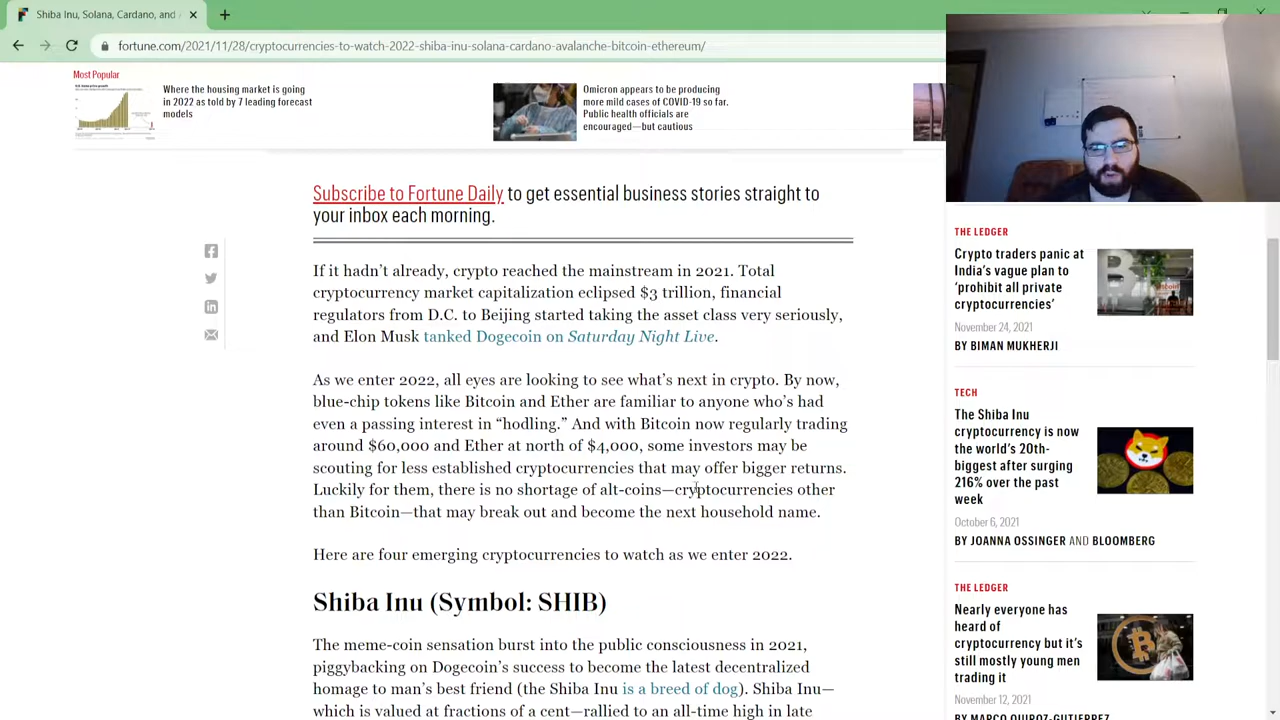 Shiba Inu, Solana, Cardano, and
fortune.com/2021/11/28/cryptocurrencies-to-watch-2022-shiba-inu-solana-cardano-avalanche-bitcoin-ethereum/
Most Popular
Where the housing market is going
in 2022 as told by 7 leading forecast
models
Omicron appears to be producing
more mild cases of COVID-19 so far.
Public health officials are
encouraged—but cautious
Subscribe to Fortune Daily to get essential business stories straight to
your inbox each morning.
If it hadn't already, crypto reached the mainstream in 2021. Total
cryptocurrency market capitalization eclipsed $3 trillion, financial
regulators from D.C. to Beijing started taking the asset class very seriously,
and Elon Musk tanked Dogecoin on Saturday Night Live.
As we enter 2022, all eyes are looking to see what's next in crypto. By now,
blue-chip tokens like Bitcoin and Ether are familiar to anyone who's had
even a passing interest in “hodling.” And with Bitcoin now regularly trading
around $60,000 and Ether at north of $4,000, some investors may be
scouting for less established cryptocurrencies that may offer bigger returns.
Luckily for them, there is no shortage of alt-coins—cryptocurrencies other
than Bitcoin—that may break out and become the next household name.
Here are four emerging cryptocurrencies to watch as we enter 2022.
Shiba Inu (Symbol: SHIB)
The meme-coin sensation burst into the public consciousness in 2021,
piggybacking on Dogecoin's success to become the latest decentralized
homage to man's best friend (the Shiba Inu is a breed of dog). Shiba Inu—
which is valued at fractions of a cent—rallied to an all-time high in late
THE LEDGER
Crypto traders panic at
India's vague plan to
‘prohibit all private
cryptocurrencies’
November 24, 2021
BY BIMAN MUKHERJI
TECH
The Shiba Inu
cryptocurrency is now
the world's 20th-
biggest after surging
216% over the past
week
October 6, 2021
BY JOANNA OSSINGER AND BLOOMBERG
THE LEDGER
Nearly everyone has
heard of
cryptocurrency but it's
still mostly young men
trading it
November 12, 2021
BY MARCO QUIROZ-GUTIERREZ